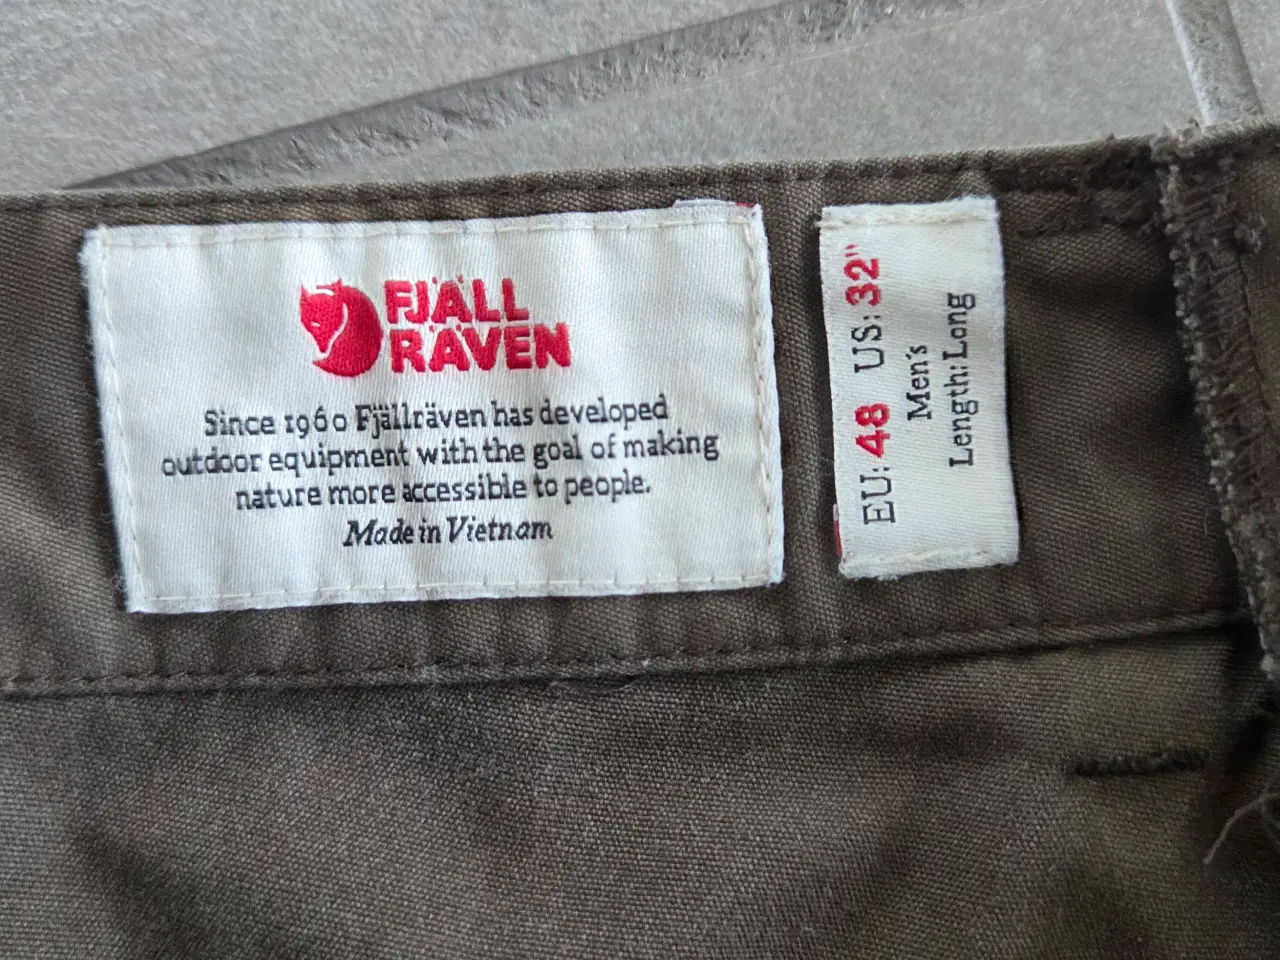 FJÄLL
RÄVEN
Since 1960 Fjällräven has developed
outdoor equipment with the goal of making
nature more accessible to people.
Made in Vietnam
EU: 48 US: 32"
Men's
Length: Long